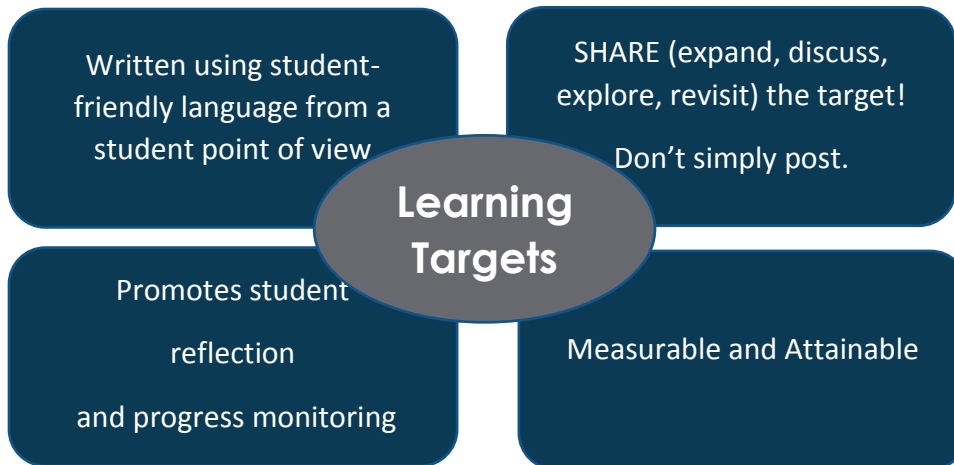 Written using student-
friendly language from a
student point of view
SHARE (expand, discuss,
explore, revisit) the target!
Don’t simply post.
Learning
Targets
Promotes student
reflection
and progress monitoring
Measurable and Attainable